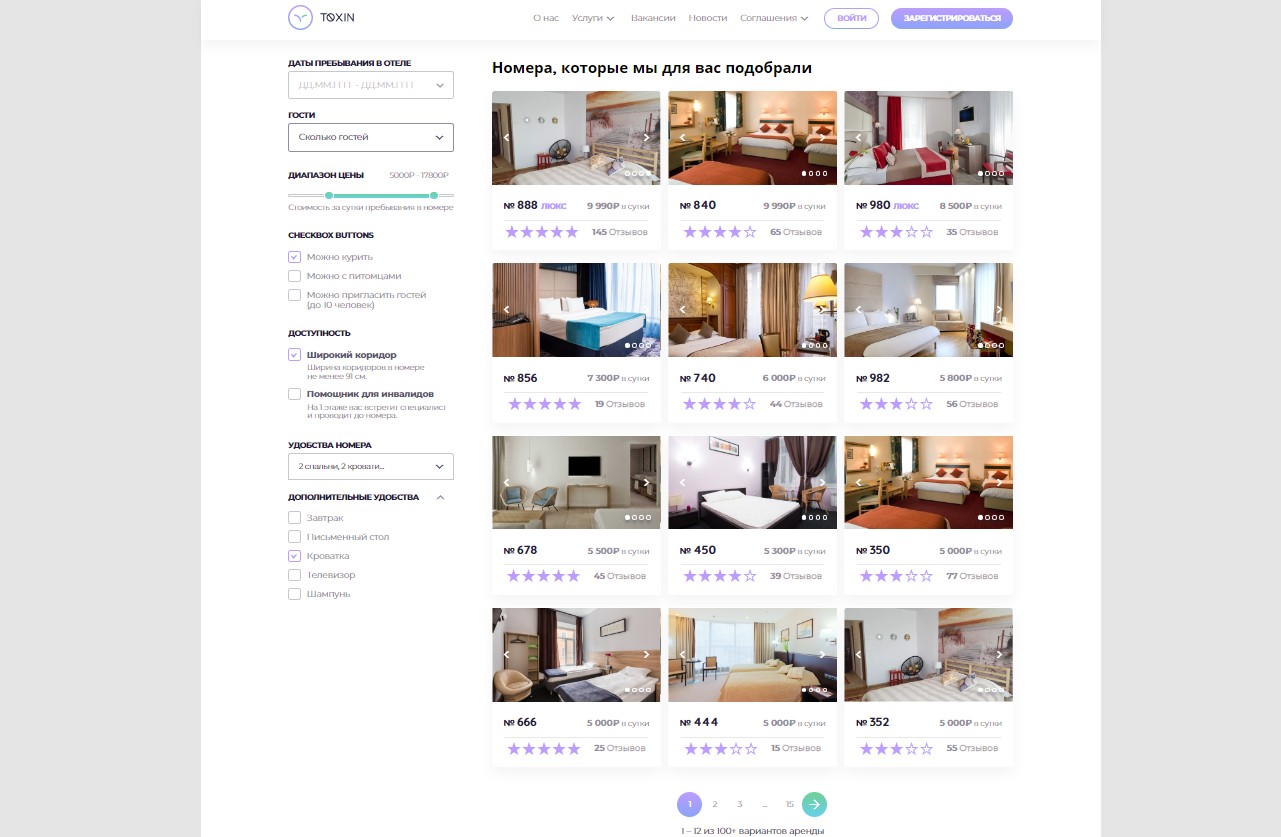 TOXIN
О нас
Услуги
Вакансии
Новости
Соглашения
ВОЙТИ
ЗАРЕГИСТРИРОВАТЬСЯ
ДАТЫ ПРЕБЫВАНИЯ В ОТЕЛЕ
ДД.ММ.ГГГГ - ДД.ММ.ГГГГ
ГОСТИ
Сколько гостей
ДИАПАЗОН ЦЕНЫ 5000₽ - 17800₽
Стоимость за сутки пребывания в номере
CHECKBOX BUTTONS
Можно курить
Можно с питомцами
Можно пригласить гостей
(до 10 человек)
ДОСТУПНОСТЬ
Широкий коридор
Ширина коридоров в номере
не менее 91 см.
Помощник для инвалидов
На 1 этаже вас встретит специалист
и проводит до номера.
УДОБСТВА НОМЕРА
2 спальни, 2 кровати...
ДОПОЛНИТЕЛЬНЫЕ УДОБСТВА
Завтрак
Письменный стол
Кроватка
Телевизор
Шампунь
Номера, которые мы для вас подобрали
№ 888 ЛЮКС 9 990₽ в сутки
145 Отзывов
№ 840 9 990₽ в сутки
65 Отзывов
№ 980 ЛЮКС 8 500₽ в сутки
35 Отзывов
№ 856 7 300₽ в сутки
19 Отзывов
№ 740 6 000₽ в сутки
44 Отзывов
№ 982 5 800₽ в сутки
56 Отзывов
№ 678 5 500₽ в сутки
45 Отзывов
№ 450 5 300₽ в сутки
39 Отзывов
№ 350 5 000₽ в сутки
77 Отзывов
№ 666 5 000₽ в сутки
25 Отзывов
№ 444 5 000₽ в сутки
15 Отзывов
№ 352 5 000₽ в сутки
55 Отзывов
1 2 3 ... 15
1 – 12 из 100+ вариантов аренды